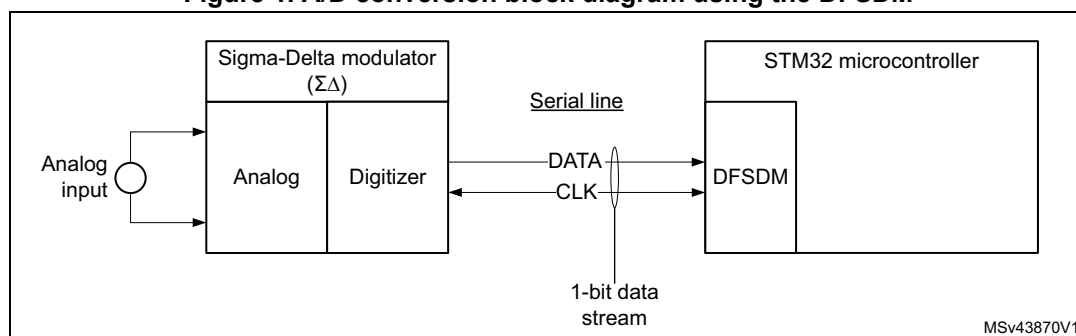 Figure 1. A/D conversion block diagram using the DFSDM
Sigma-Delta modulator
(ΣΔ)
STM32 microcontroller
Serial line
Analog
input
Analog
Digitizer
DATA
CLK
DFSDM
1-bit data
stream
MSv43870V1